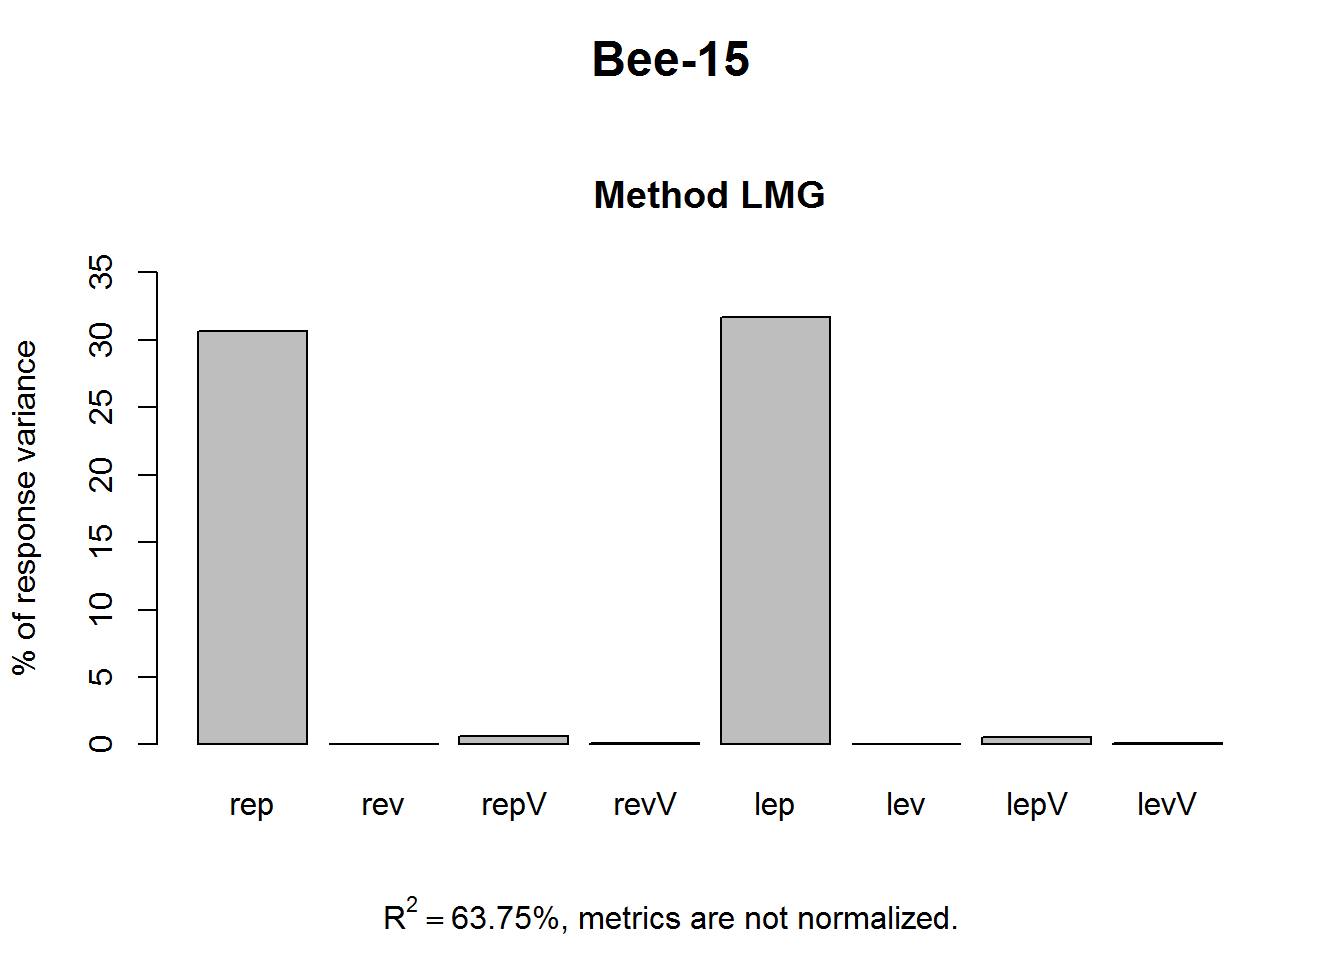 Bee-15
Method LMG
% of response variance
35
30
25
20
15
10
5
0
rep rev repV revV lep lev lepV levV
R² = 63.75%, metrics are not normalized.